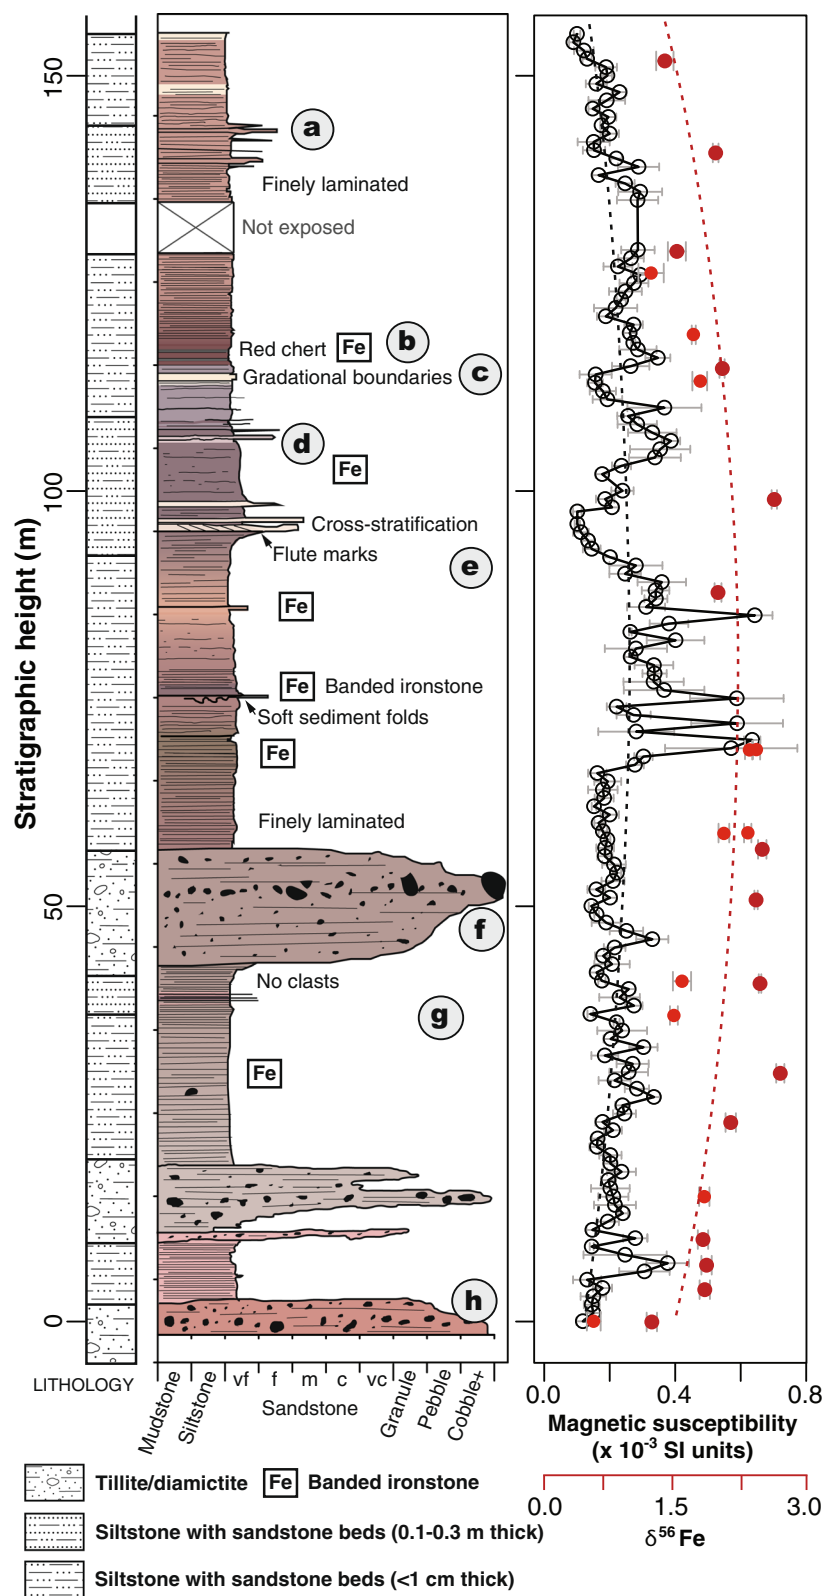 150
a
Finely laminated
Not exposed
Red chert Fe b
Gradational boundaries c
d
Fe
100
Cross-stratification
Flute marks
e
Fe
Fe Banded ironstone
Soft sediment folds
Fe
Finely laminated
Stratigraphic height (m)
50
f
No clasts
g
Fe
h
0
LITHOLOGY
Mudstone
Siltstone
vf f m c vc
Sandstone
Granule
Pebble
Cobble+
0.0 0.4 0.8
Magnetic susceptibility
(x 10⁻³ SI units)
0.0 1.5 3.0
δ⁵⁶Fe
Tillite/diactite Fe Banded ironstone
Siltstone with sandstone beds (0.1-0.3 m thick)
Siltstone with sandstone beds (<1 cm thick)